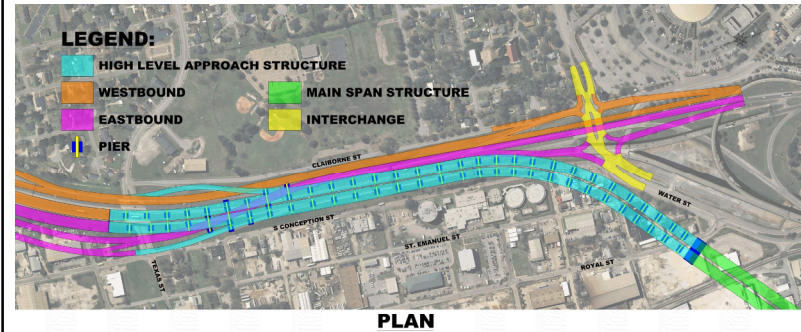 LEGEND:
HIGH LEVEL APPROACH STRUCTURE
WESTBOUND
MAIN SPAN STRUCTURE
EASTBOUND
INTERCHANGE
PIER
CLAIBORNE ST
S CONCEPTION ST
WATER ST
ST. EMANUEL ST
ROYAL ST
TEXAS ST
PLAN